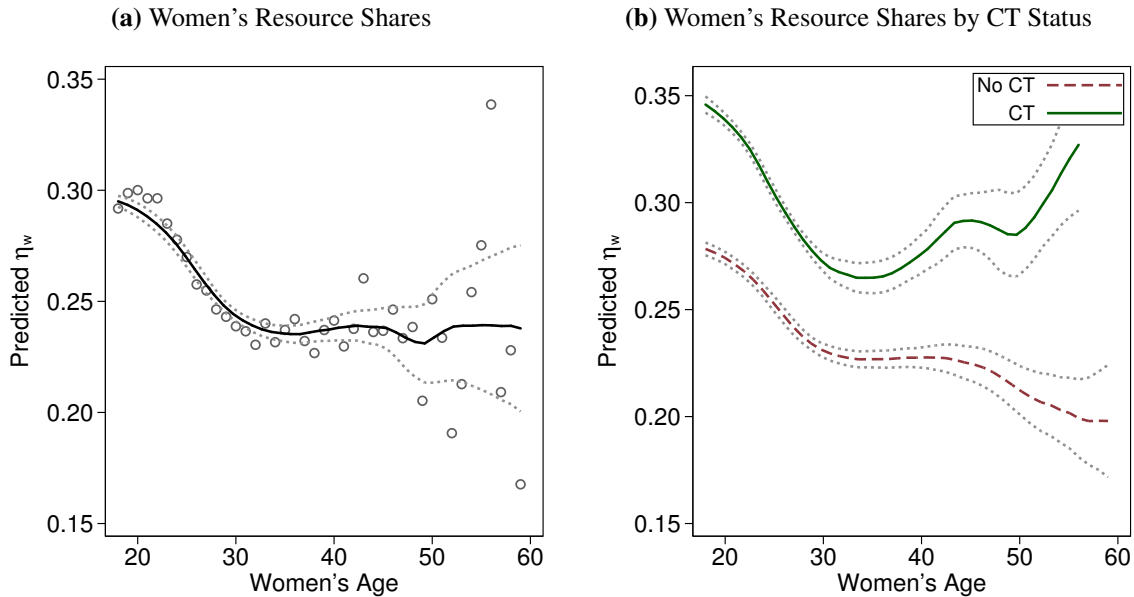 (a) Women’s Resource Shares
0.35
0.30
0.25
0.20
0.15
Predicted ηw
20 30 40 50 60
Women’s Age
(b) Women’s Resource Shares by CT Status
No CT
CT
0.35
0.30
0.25
0.20
0.15
Predicted ηw
20 30 40 50 60
Women’s Age